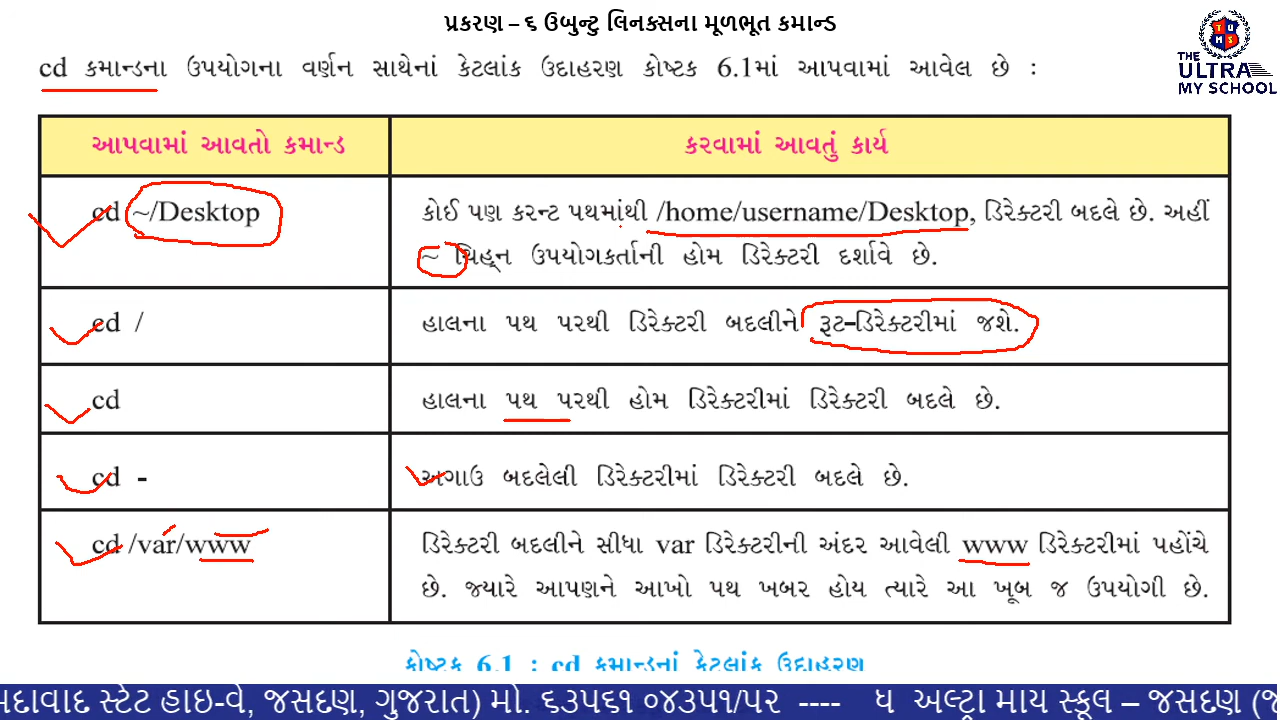 પ્રકરણ – ૬ ઉબુન્ટુ લિનક્સના મૂળભૂત કમાન્ડ
THE
ULTRA
MY SCHOOL
T U
M S
cd કમાન્ડના ઉપયોગના વર્ણન સાથેનાં કેટલાંક ઉદાહરણ કોષ્ટક 6.1માં આપવામાં આવેલ છે :
આપવામાં આવતો કમાન્ડ
કરવામાં આવતું કાર્ય
cd ~/Desktop
કોઈ પણ કરન્ટ પથમાંથી /home/username/Desktop, ડિરેક્ટરી બદલે છે. અહીં
~ ચિહ્ન ઉપયોગકર્તાની હોમ ડિરેક્ટરી દર્શાવે છે.
cd /
હાલના પથ પરથી ડિરેક્ટરી બદલીને રૂટ-ડિરેક્ટરીમાં જશે.
cd
હાલના પથ પરથી હોમ ડિરેક્ટરીમાં ડિરેક્ટરી બદલે છે.
cd -
અગાઉ બદલેલી ડિરેક્ટરીમાં ડિરેક્ટરી બદલે છે.
cd /var/www
ડિરેક્ટરી બદલીને સીધા var ડિરેક્ટરીની અંદર આવેલી www ડિરેક્ટરીમાં પહોંચે
છે. જ્યારે આપણને આખો પથ ખબર હોય ત્યારે આ ખૂબ જ ઉપયોગી છે.
કોષ્ટક 6.1 : cd કમાન્ડનાં કેટલાંક ઉદાહરણ
મદાવાદ સ્ટેટ હાઇ-વે, જસદણ, ગુજરાત) મો. ૬૩૫૬૧ ૦૪૩૫૧/૫૨ ---- ધ અલ્ટ્રા માય સ્કૂલ – જસદણ (જ